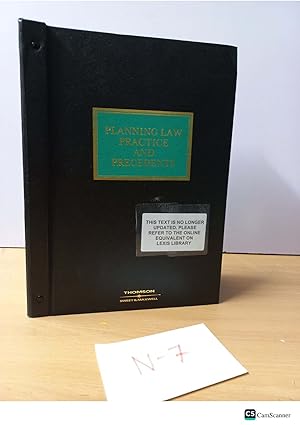 PLANNING LAW
PRACTICE
AND
PRECEDENTS
THIS TEXT IS NO LONGER
UPDATED. PLEASE
REFER TO THE ONLINE
EQUIVALENT ON
LEXIS LIBRARY
THOMSON
SWEET & MAXWELL
N-7
CS CamScanner